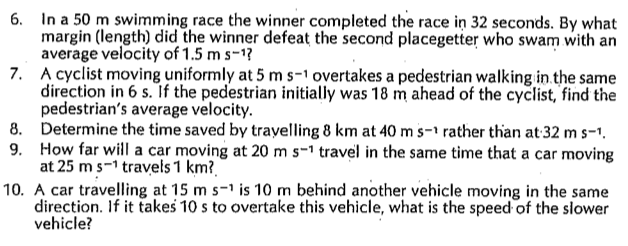 6. In a 50 m swimming race the winner completed the race in 32 seconds. By what
margin (length) did the winner defeat the second placegetter who swam with an
average velocity of 1.5 m s⁻¹?
7. A cyclist moving uniformly at 5 m s⁻¹ overtakes a pedestrian walking in the same
direction in 6 s. If the pedestrian initially was 18 m ahead of the cyclist, find the
pedestrian's average velocity.
8. Determine the time saved by travelling 8 km at 40 m s⁻¹ rather than at 32 m s⁻¹.
9. How far will a car moving at 20 m s⁻¹ travel in the same time that a car moving
at 25 m s⁻¹ travels 1 km?
10. A car travelling at 15 m s⁻¹ is 10 m behind another vehicle moving in the same
direction. If it takes 10 s to overtake this vehicle, what is the speed of the slower
vehicle?